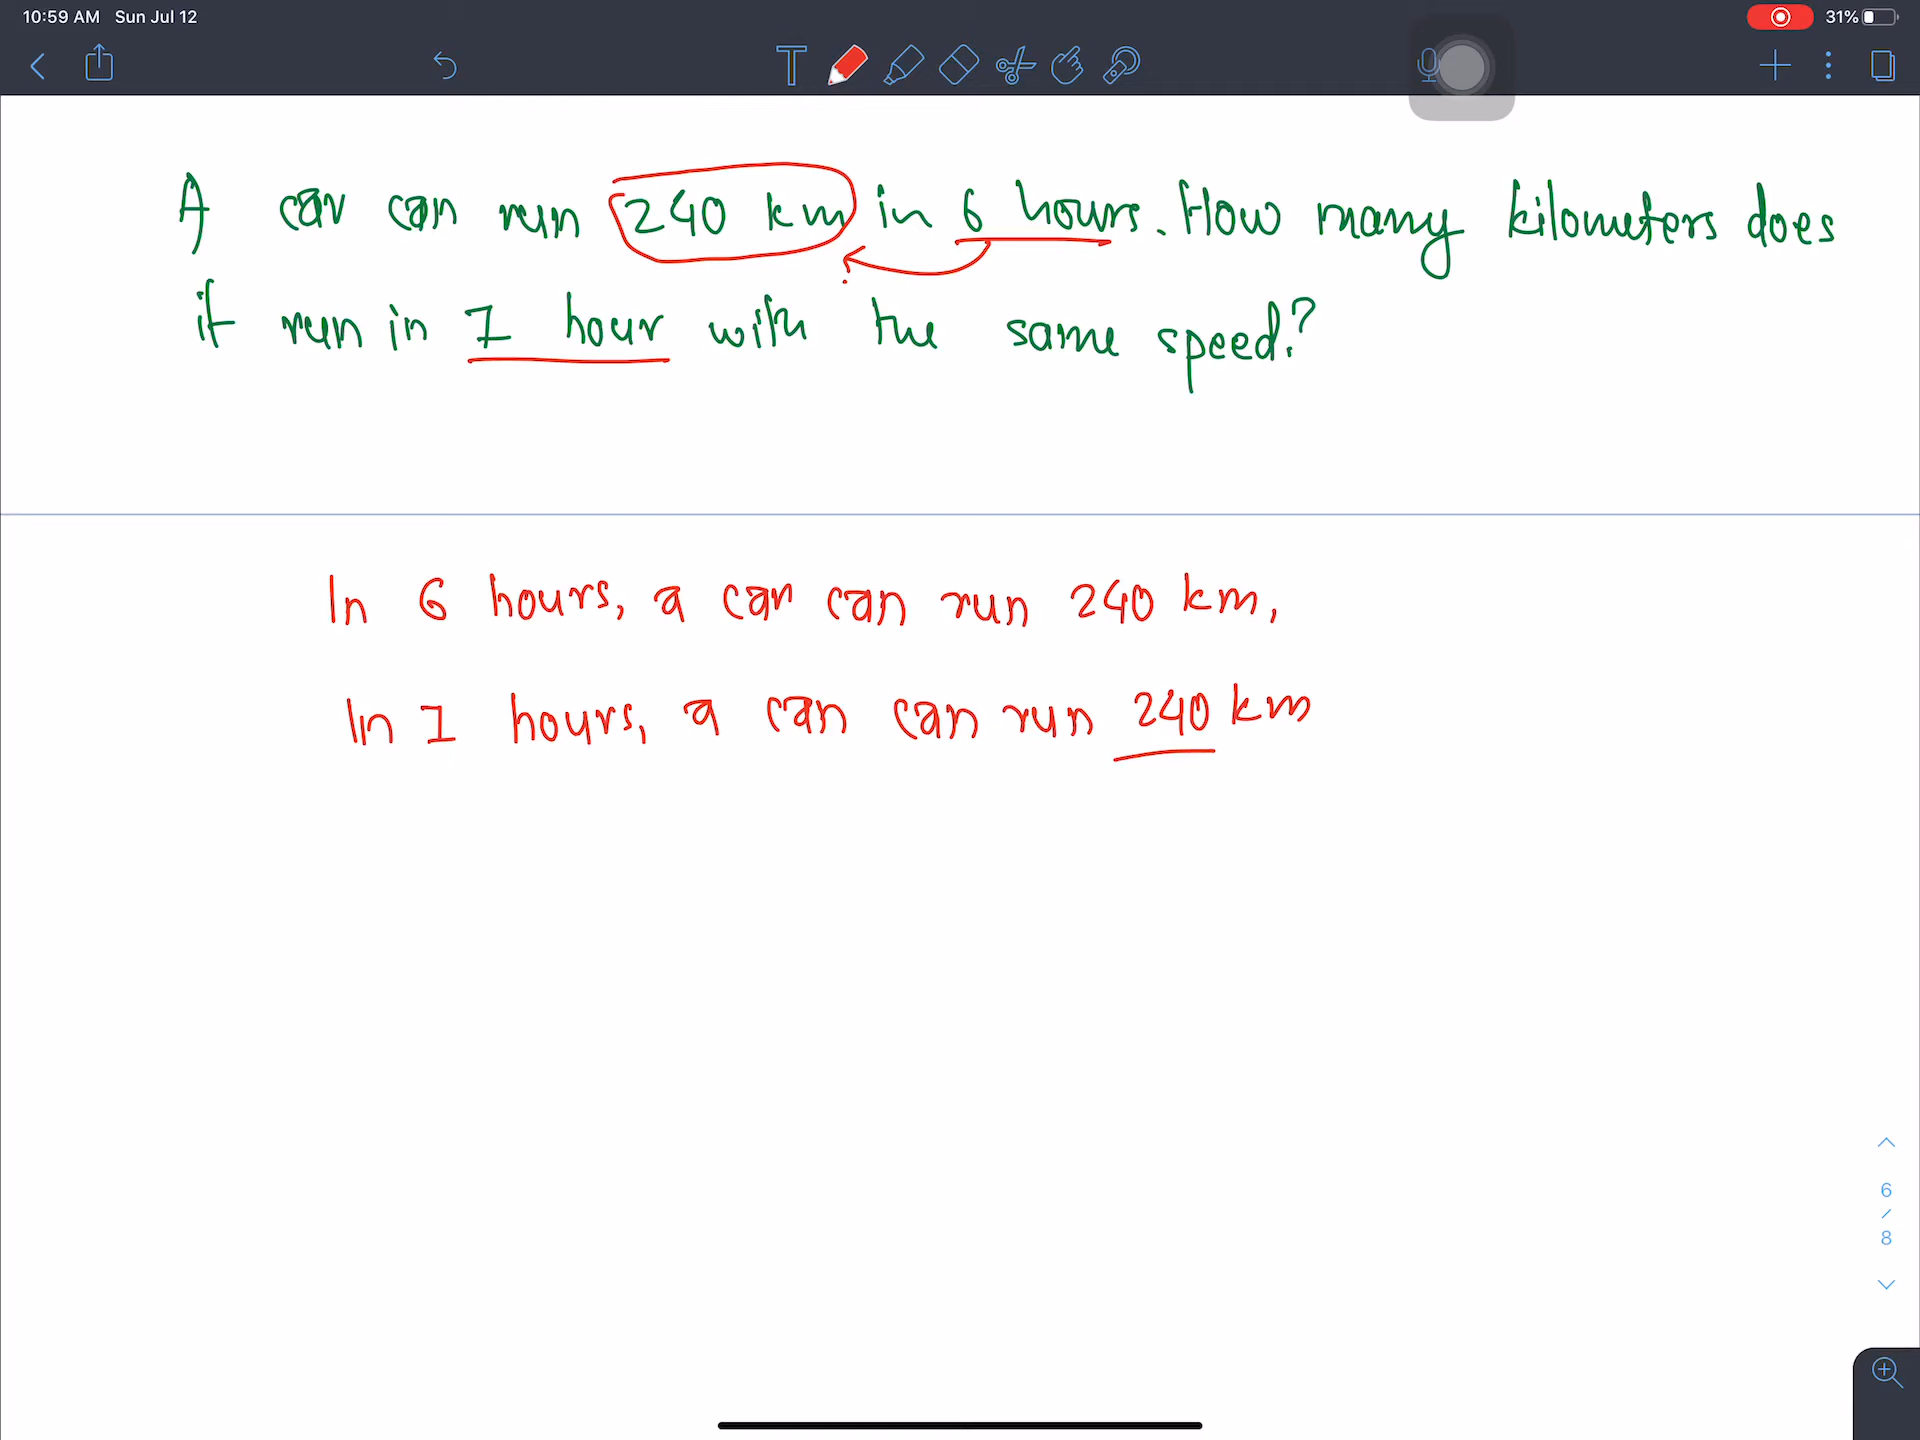 10:59 AM Sun Jul 12
31%
A car can run 240 km in 6 hours. How many kilometers does
it run in 1 hour with the same speed?
In 6 hours, a car can run 240 km,
In 1 hours, a can can run 240 km
6
/
8